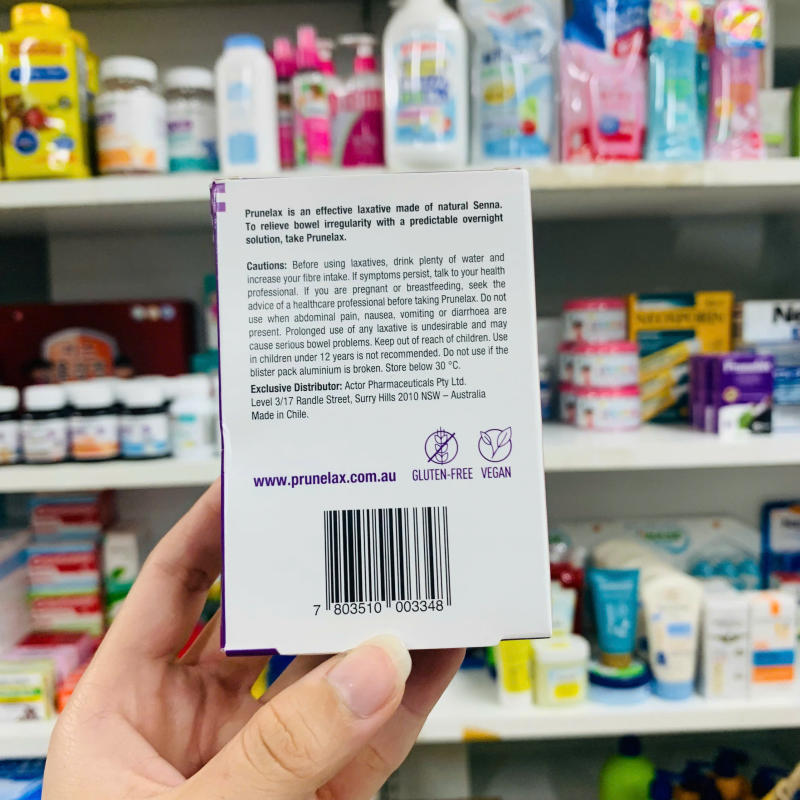 Prunelax is an effective laxative made of natural Senna.
To relieve bowel irregularity with a predictable overnight
solution, take Prunelax.
Cautions: Before using laxatives, drink plenty of water and
increase your fibre intake. If symptoms persist, talk to your health
professional. If you are pregnant or breastfeeding, seek the
advice of a healthcare professional before taking Prunelax. Do not
use when abdominal pain, nausea, vomiting or diarrhoea are
present. Prolonged use of any laxative is undesirable and may
cause serious bowel problems. Keep out of reach of children. Use
in children under 12 years is not recommended. Do not use if the
blister pack aluminium is broken. Store below 30 °C.
Exclusive Distributor: Actor Pharmaceuticals Pty Ltd.
Level 3/17 Randle Street, Surry Hills 2010 NSW – Australia
Made in Chile.
www.prunelax.com.au
GLUTEN-FREE VEGAN
7 803510 003348
NEOSPORIN
Prunelax